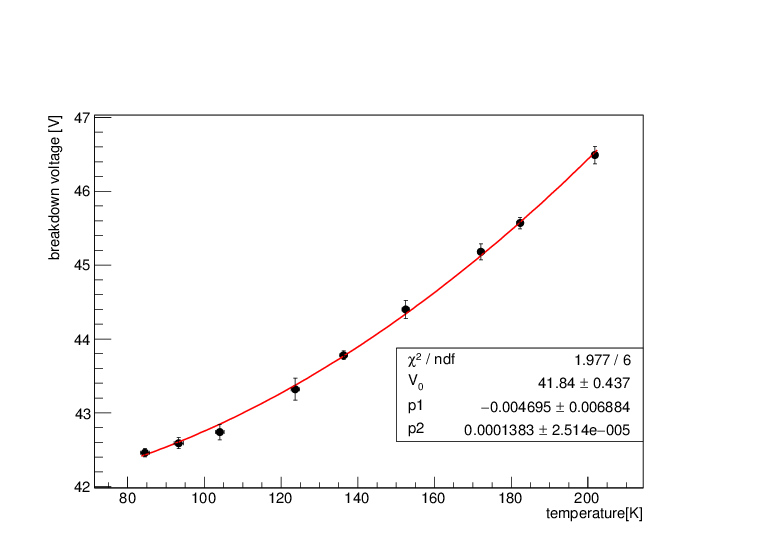 breakdown voltage [V]
47
46
45
44
43
42
χ² / ndf 1.977 / 6
V₀ 41.84 ± 0.437
p1 −0.004695 ± 0.006884
p2 0.0001383 ± 2.514e−005
80 100 120 140 160 180 200
temperature[K]